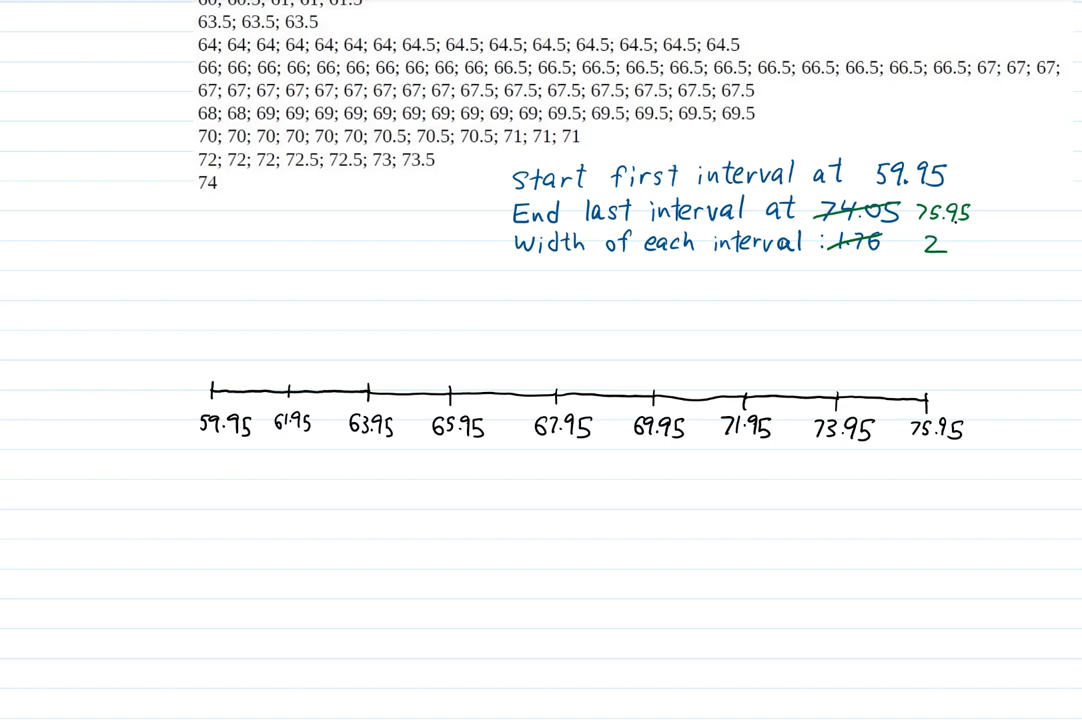 60; 60.5; 61; 61; 61.5
63.5; 63.5; 63.5
64; 64; 64; 64; 64; 64; 64; 64.5; 64.5; 64.5; 64.5; 64.5; 64.5; 64.5; 64.5
66; 66; 66; 66; 66; 66; 66; 66; 66; 66; 66.5; 66.5; 66.5; 66.5; 66.5; 66.5; 66.5; 66.5; 66.5; 66.5; 66.5; 67; 67; 67;
67; 67; 67; 67; 67; 67; 67; 67; 67; 67.5; 67.5; 67.5; 67.5; 67.5; 67.5; 67.5
68; 68; 69; 69; 69; 69; 69; 69; 69; 69; 69; 69; 69.5; 69.5; 69.5; 69.5; 69.5
70; 70; 70; 70; 70; 70; 70.5; 70.5; 70.5; 71; 71; 71
72; 72; 72; 72.5; 72.5; 73; 73.5
74
Start first interval at 59.95
End last interval at 74.05 75.95
Width of each interval : 1.76 2
59.95 61.95 63.95 65.95 67.95 69.95 71.95 73.95 75.95